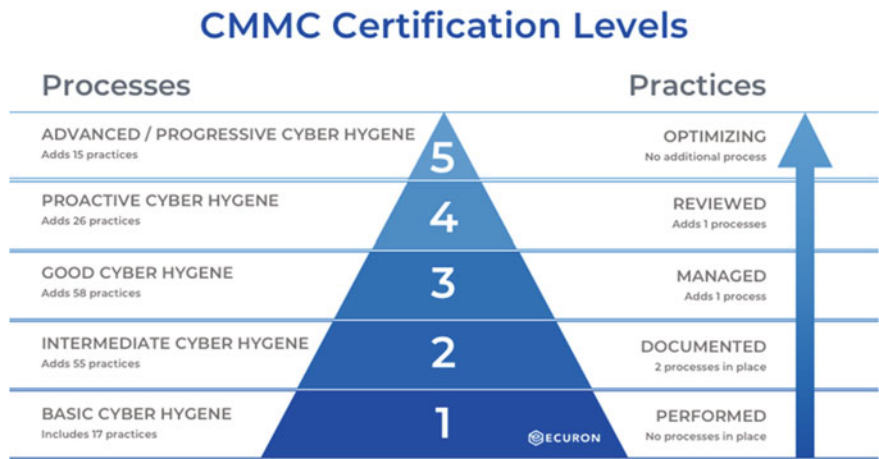 CMMC Certification Levels
Processes
Practices
ADVANCED / PROGRESSIVE CYBER HYGENE
Adds 15 practices
5
OPTIMIZING
No additional process
PROACTIVE CYBER HYGENE
Adds 26 practices
4
REVIEWED
Adds 1 processes
GOOD CYBER HYGENE
Adds 58 practices
3
MANAGED
Adds 1 process
INTERMEDIATE CYBER HYGENE
Adds 55 practices
2
DOCUMENTED
2 processes in place
BASIC CYBER HYGENE
Includes 17 practices
1
ECURON
PERFORMED
No processes in place